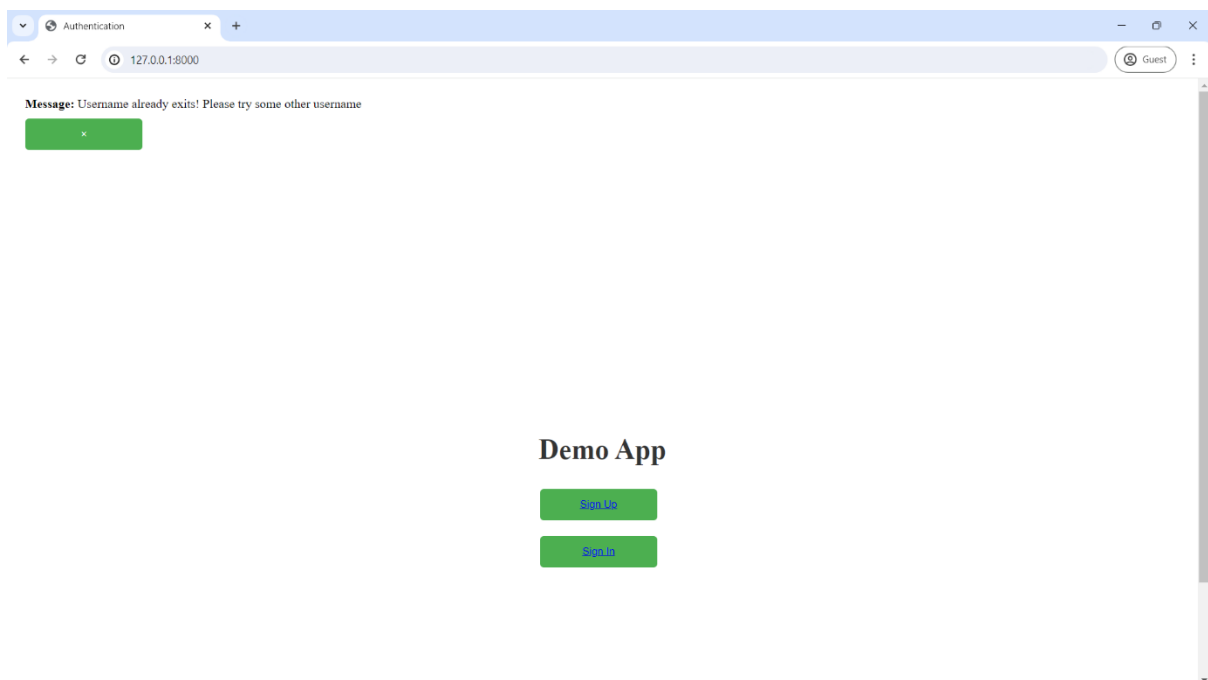 Authentication
127.0.0.1:8000
Guest
Message: Username already exits! Please try some other username
×
Demo App
Sign Up
Sign In